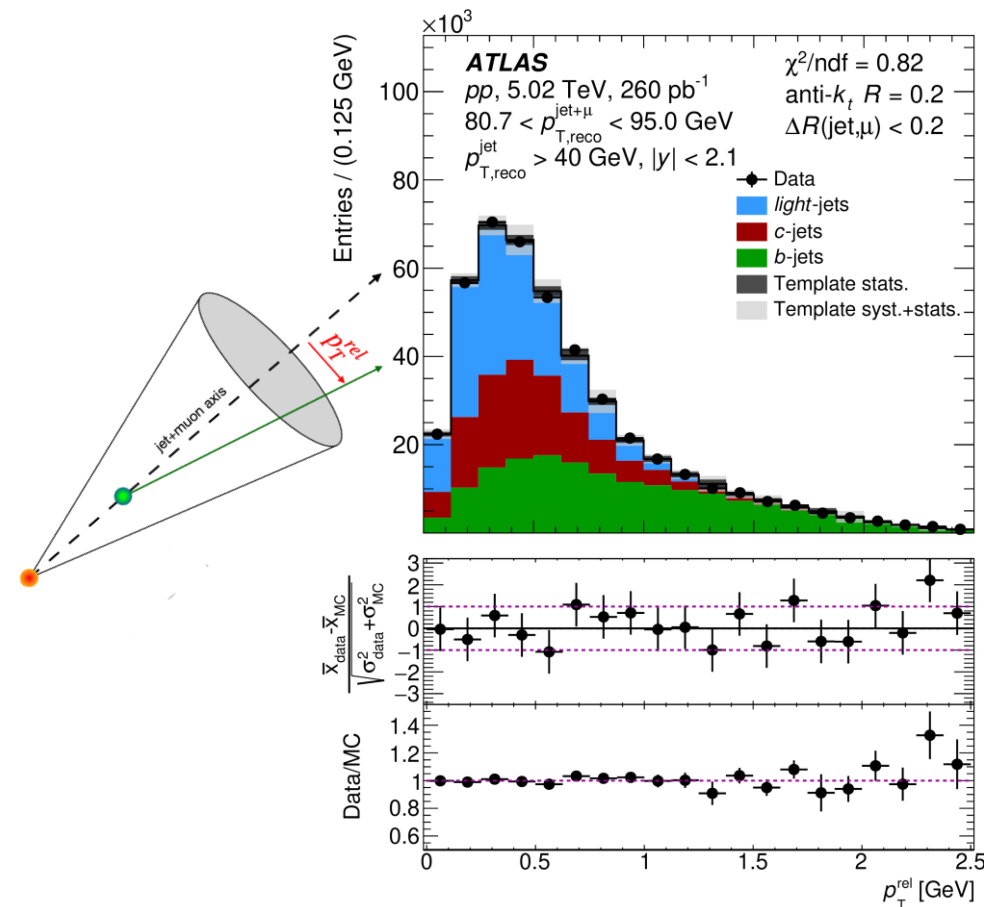 ×10³
ATLAS
pp, 5.02 TeV, 260 pb⁻¹
80.7 < p_{T,reco}^{jet+μ} < 95.0 GeV
p_{T,reco}^{jet} > 40 GeV, |y| < 2.1
χ²/ndf = 0.82
anti-k_t R = 0.2
ΔR(jet,μ) < 0.2
Data
light-jets
c-jets
b-jets
Template stats.
Template syst.+stats.
Entries / (0.125 GeV)
100
80
60
40
20
p_T^{rel}
jet+muon axis
x̄_data-x̄_MC
√σ²_data+σ²_MC
3
2
1
0
−1
−2
−3
Data/MC
1.4
1.2
1
0.8
0.6
0 0.5 1 1.5 2 2.5
p_T^{rel} [GeV]